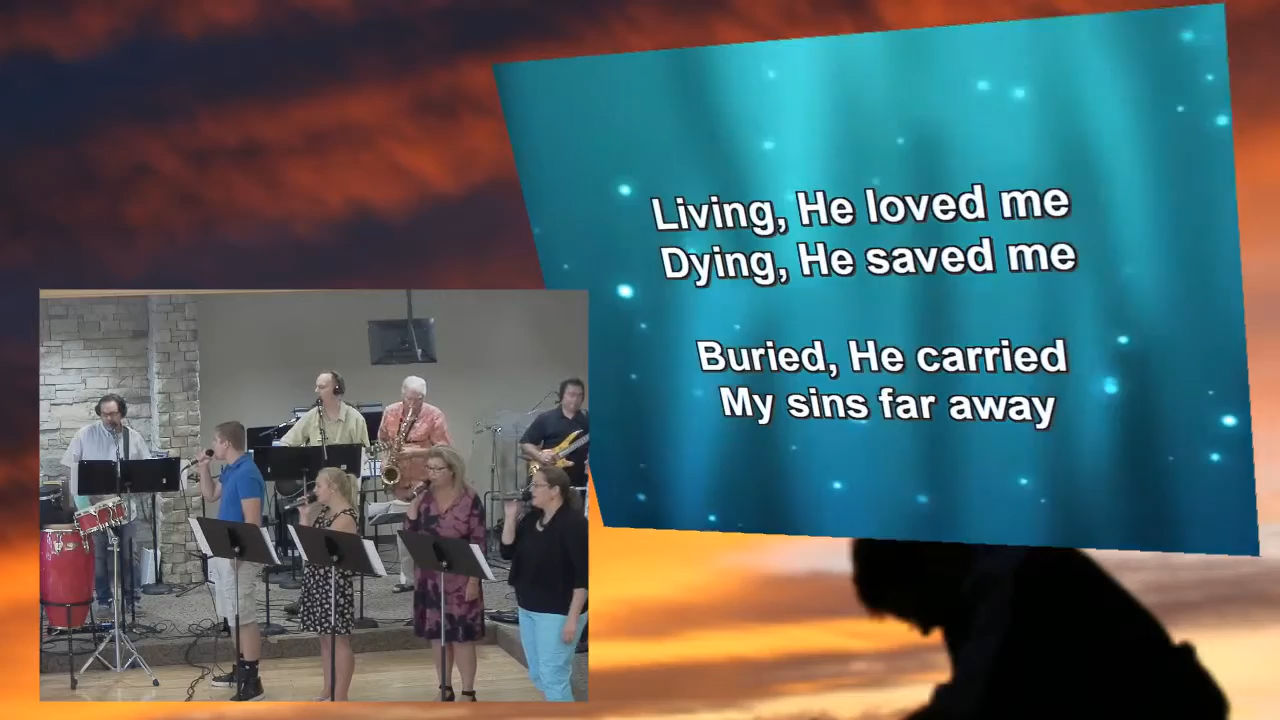 Living, He loved me
Dying, He saved me
Buried, He carried
My sins far away